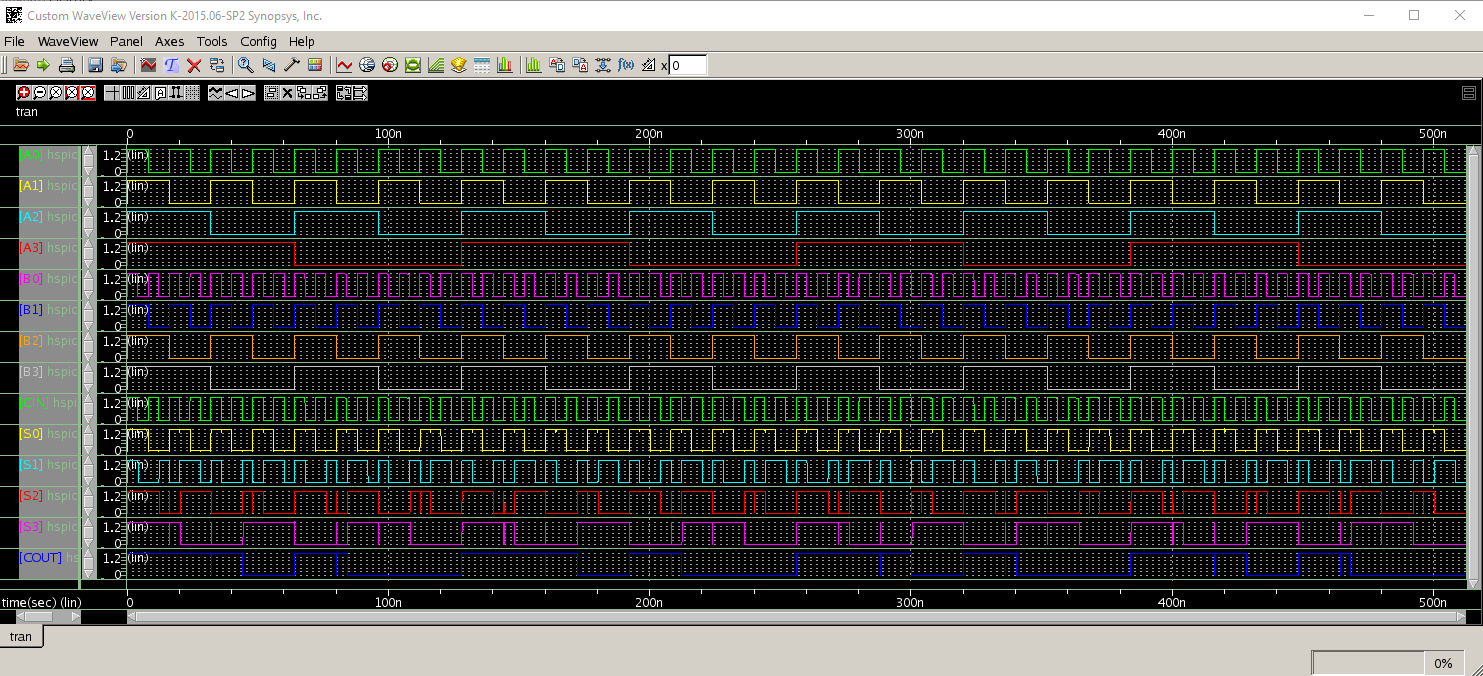 Custom WaveView Version K-2015.06-SP2 Synopsys, Inc.
File WaveView Panel Axes Tools Config Help
x 0
tran
0 100n 200n 300n 400n 500n
[A0] hspic 1.2 (lin)
0
[A1] hspic 1.2 (lin)
0
[A2] hspic 1.2 (lin)
0
[A3] hspic 1.2 (lin)
0
[B0] hspic 1.2 (lin)
0
[B1] hspic 1.2 (lin)
0
[B2] hspic 1.2 (lin)
0
[B3] hspic 1.2 (lin)
0
hspi 1.2 (lin)
0
[S0] hspic 1.2 (lin)
0
[S1] hspic 1.2 (lin)
0
[S2] hspic 1.2 (lin)
0
[S3] hspic 1.2 (lin)
0
[COUT] hs 1.2 (lin)
0
time(sec) (lin) 0 100n 200n 300n 400n 500n
tran
0%